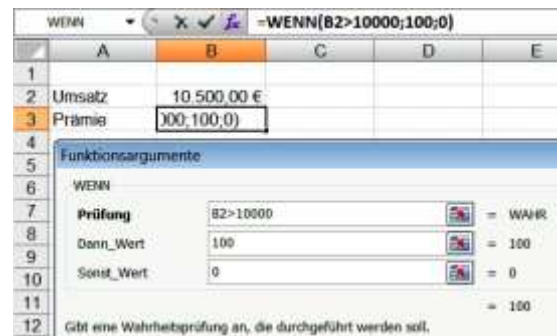 WENN =WENN(B2>10000;100;0)
A B C D E
1
2 Umsatz 10.500,00 €
3 Prämie 000;100;0)
4
5 Funktionsargumente
6 WENN
7 Prüfung B2>10000 = WAHR
8 Dann_Wert 100 = 100
9
10 Sonst_Wert 0 = 0
11 = 100
12 Gibt eine Wahrheitsprüfung an, die durchgeführt werden soll.